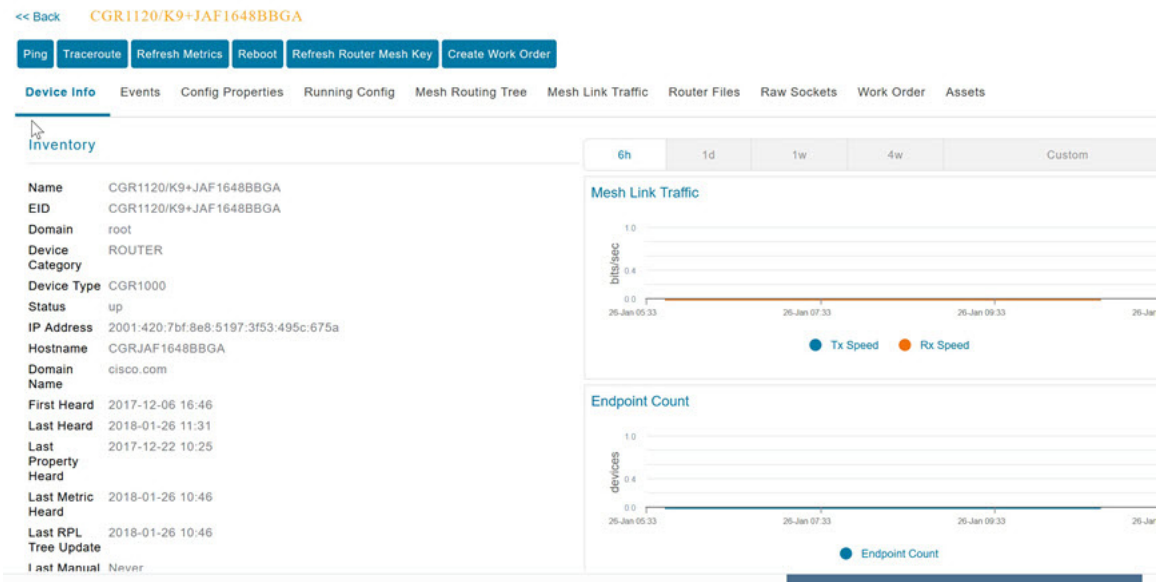 << Back CGR1120/K9+JAF1648BBGA
Ping Traceroute Refresh Metrics Reboot Refresh Router Mesh Key Create Work Order
Device Info Events Config Properties Running Config Mesh Routing Tree Mesh Link Traffic Router Files Raw Sockets Work Order Assets
Inventory
Name CGR1120/K9+JAF1648BBGA
EID CGR1120/K9+JAF1648BBGA
Domain root
Device ROUTER
Category
Device Type CGR1000
Status up
IP Address 2001:420:7bf:8e8:5197:3f53:495c:675a
Hostname CGRJAF1648BBGA
Domain cisco.com
Name
First Heard 2017-12-06 16:46
Last Heard 2018-01-26 11:31
Last 2017-12-22 10:25
Property
Heard
Last Metric 2018-01-26 10:46
Heard
Last RPL 2018-01-26 10:46
Tree Update
Last Manual Never
6h 1d 1w 4w Custom
Mesh Link Traffic
1.0
bits/sec
0.4
0.0
26-Jan 05:33 26-Jan 07:33 26-Jan 09:33 26-Jan
Tx Speed Rx Speed
Endpoint Count
1.0
devices
0.4
0.0
26-Jan 05:33 26-Jan 07:33 26-Jan 09:33 26-Jan
Endpoint Count